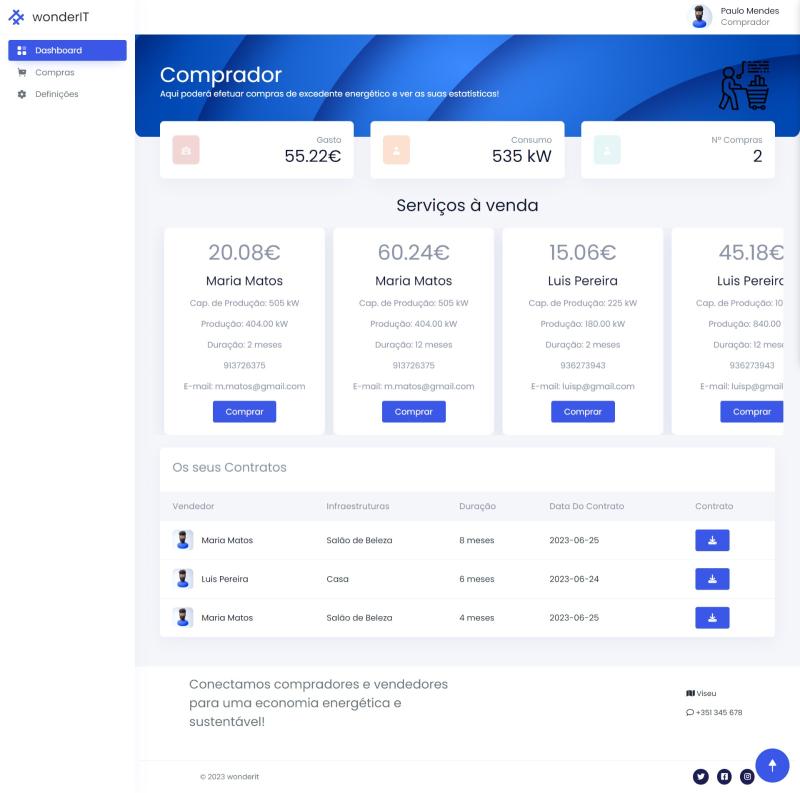 wonderIT
Paulo Mendes
Comprador
Dashboard
Compras
Definições
Comprador
Aqui poderá efetuar compras de excedente energético e ver as suas estatísticas!
Gasto
55.22€
Consumo
535 kW
Nº Compras
2
Serviços à venda
20.08€
Maria Matos
Cap. de Produção: 505 kW
Produção: 404.00 kW
Duração: 2 meses
913726375
E-mail: m.matos@gmail.com
Comprar
60.24€
Maria Matos
Cap. de Produção: 505 kW
Produção: 404.00 kW
Duração: 12 meses
913726375
E-mail: m.matos@gmail.com
Comprar
15.06€
Luis Pereira
Cap. de Produção: 225 kW
Produção: 180.00 kW
Duração: 2 meses
936273943
E-mail: luisp@gmail.com
Comprar
45.18€
Luis Pereira
Cap. de Produção: 10
Produção: 840.00
Duração: 12 mese
936273943
E-mail: luisp@gmail
Comprar
Os seus Contratos
Vendedor Infraestruturas Duração Data Do Contrato Contrato
Maria Matos Salão de Beleza 8 meses 2023-06-25
Luis Pereira Casa 6 meses 2023-06-24
Maria Matos Salão de Beleza 4 meses 2023-06-25
Conectamos compradores e vendedores
para uma economia energética e
sustentável!
Viseu
+351 345 678
© 2023 wonderit